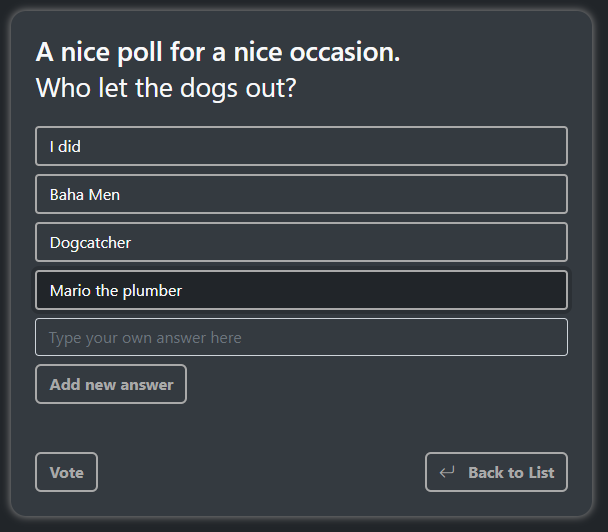 A nice poll for a nice occasion.
Who let the dogs out?
I did
Baha Men
Dogcatcher
Mario the plumber
Type your own answer here
Add new answer
Vote
Back to List